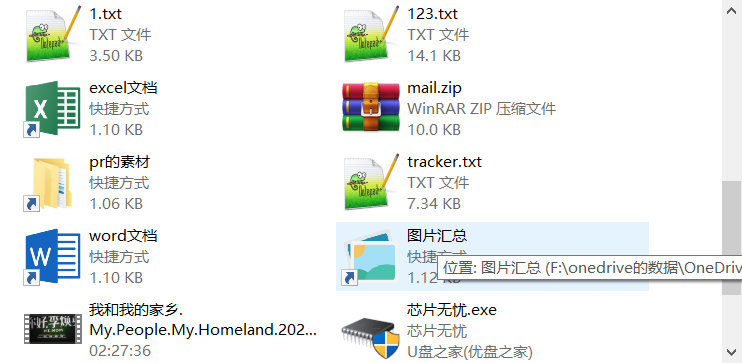 1.txt
TXT 文件
3.50 KB
123.txt
TXT 文件
14.1 KB
excel文档
快捷方式
1.10 KB
mail.zip
WinRAR ZIP 压缩文件
10.0 KB
pr的素材
快捷方式
1.06 KB
tracker.txt
TXT 文件
7.34 KB
word文档
快捷方式
1.10 KB
图片汇总
快捷方式
1.12 KB
位置: 图片汇总 (F:\onedrive的数据\OneDriv
我和我的家乡.
My.People.My.Homeland.202...
02:27:36
芯片无忧.exe
芯片无忧
U盘之家(优盘之家)